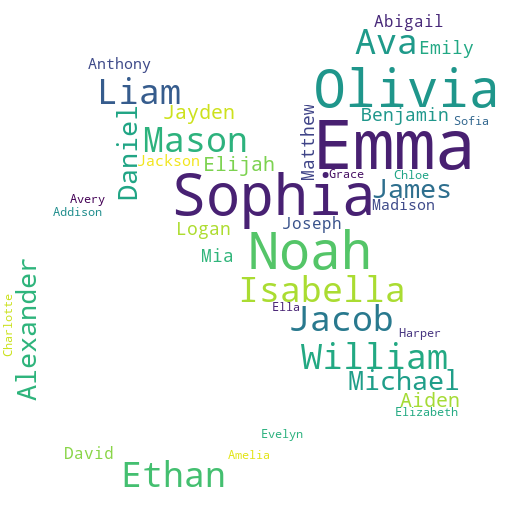 Abigail
Ava
Emily
Anthony
Liam
Olivia
Jayden
Benjamin
Sofia
Daniel
Mason
Matthew
Emma
Jackson
Elijah
Grace
Chloe
Sophia
James
Avery
Madison
Addison
Logan
Joseph
Mia
Noah
Isabella
Alexander
Charlotte
Ella
Jacob
Harper
William
Michael
Aiden
Elizabeth
Evelyn
David
Amelia
Ethan